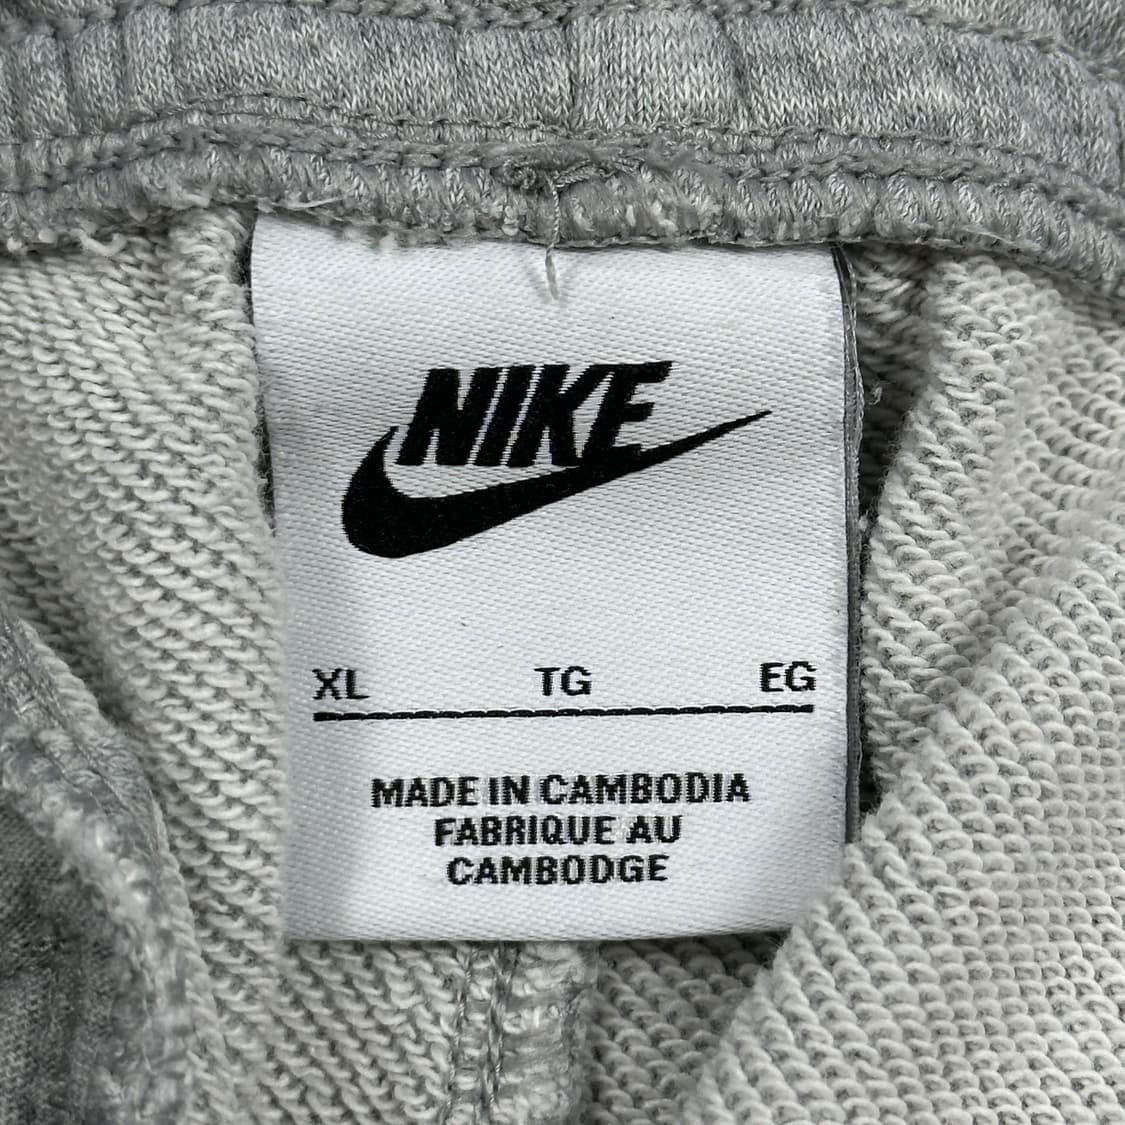 NIKE
XL TG EG
MADE IN CAMBODIA
FABRIQUE AU
CAMBODGE